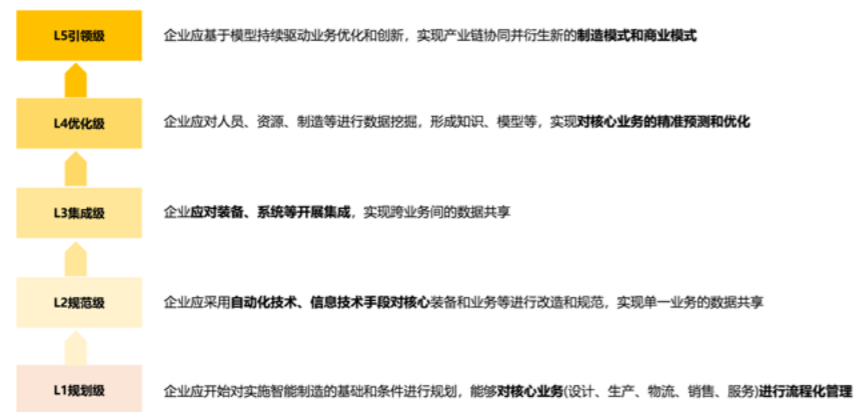 L5引领级
企业应基于模型持续驱动业务优化和创新，实现产业链协同并衍生新的制造模式和商业模式
L4优化级
企业应对人员、资源、制造等进行数据挖掘，形成知识、模型等，实现对核心业务的精准预测和优化
L3集成级
企业应对装备、系统等开展集成，实现跨业务间的数据共享
L2规范级
企业应采用自动化技术、信息技术手段对核心装备和业务等进行改造和规范，实现单一业务的数据共享
L1规划级
企业应开始对实施智能制造的基础和条件进行规划，能够对核心业务(设计、生产、物流、销售、服务)进行流程化管理